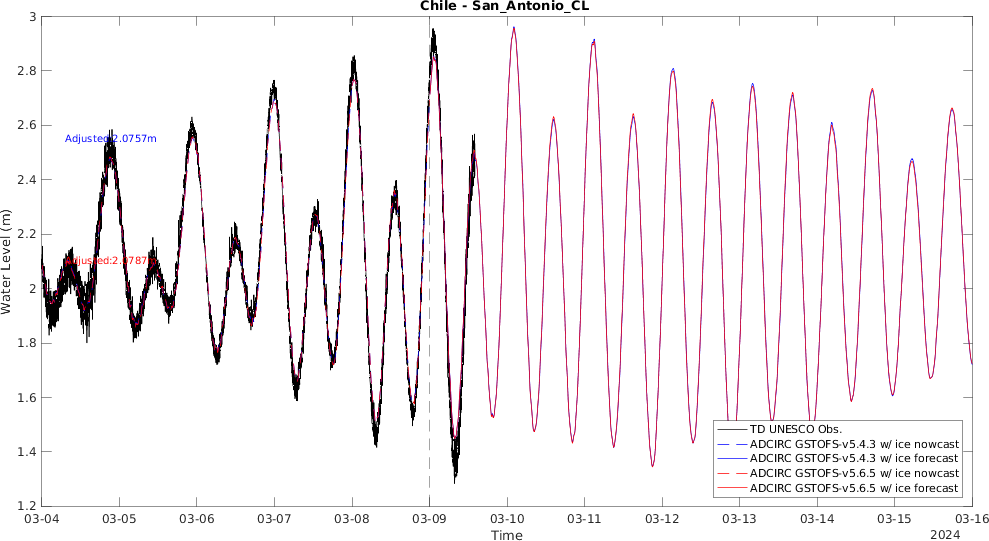 Chile - San_Antonio_CL
Water Level (m)
3
2.8
2.6
2.4
2.2
2
1.8
1.6
1.4
1.2
Adjusted:2.0757m
Adjusted:2.0787m
TD UNESCO Obs.
ADCIRC GSTOFS-v5.4.3 w/ ice nowcast
ADCIRC GSTOFS-v5.4.3 w/ ice forecast
ADCIRC GSTOFS-v5.6.5 w/ ice nowcast
ADCIRC GSTOFS-v5.6.5 w/ ice forecast
03-04 03-05 03-06 03-07 03-08 03-09 03-10 03-11 03-12 03-13 03-14 03-15 03-16
Time
2024